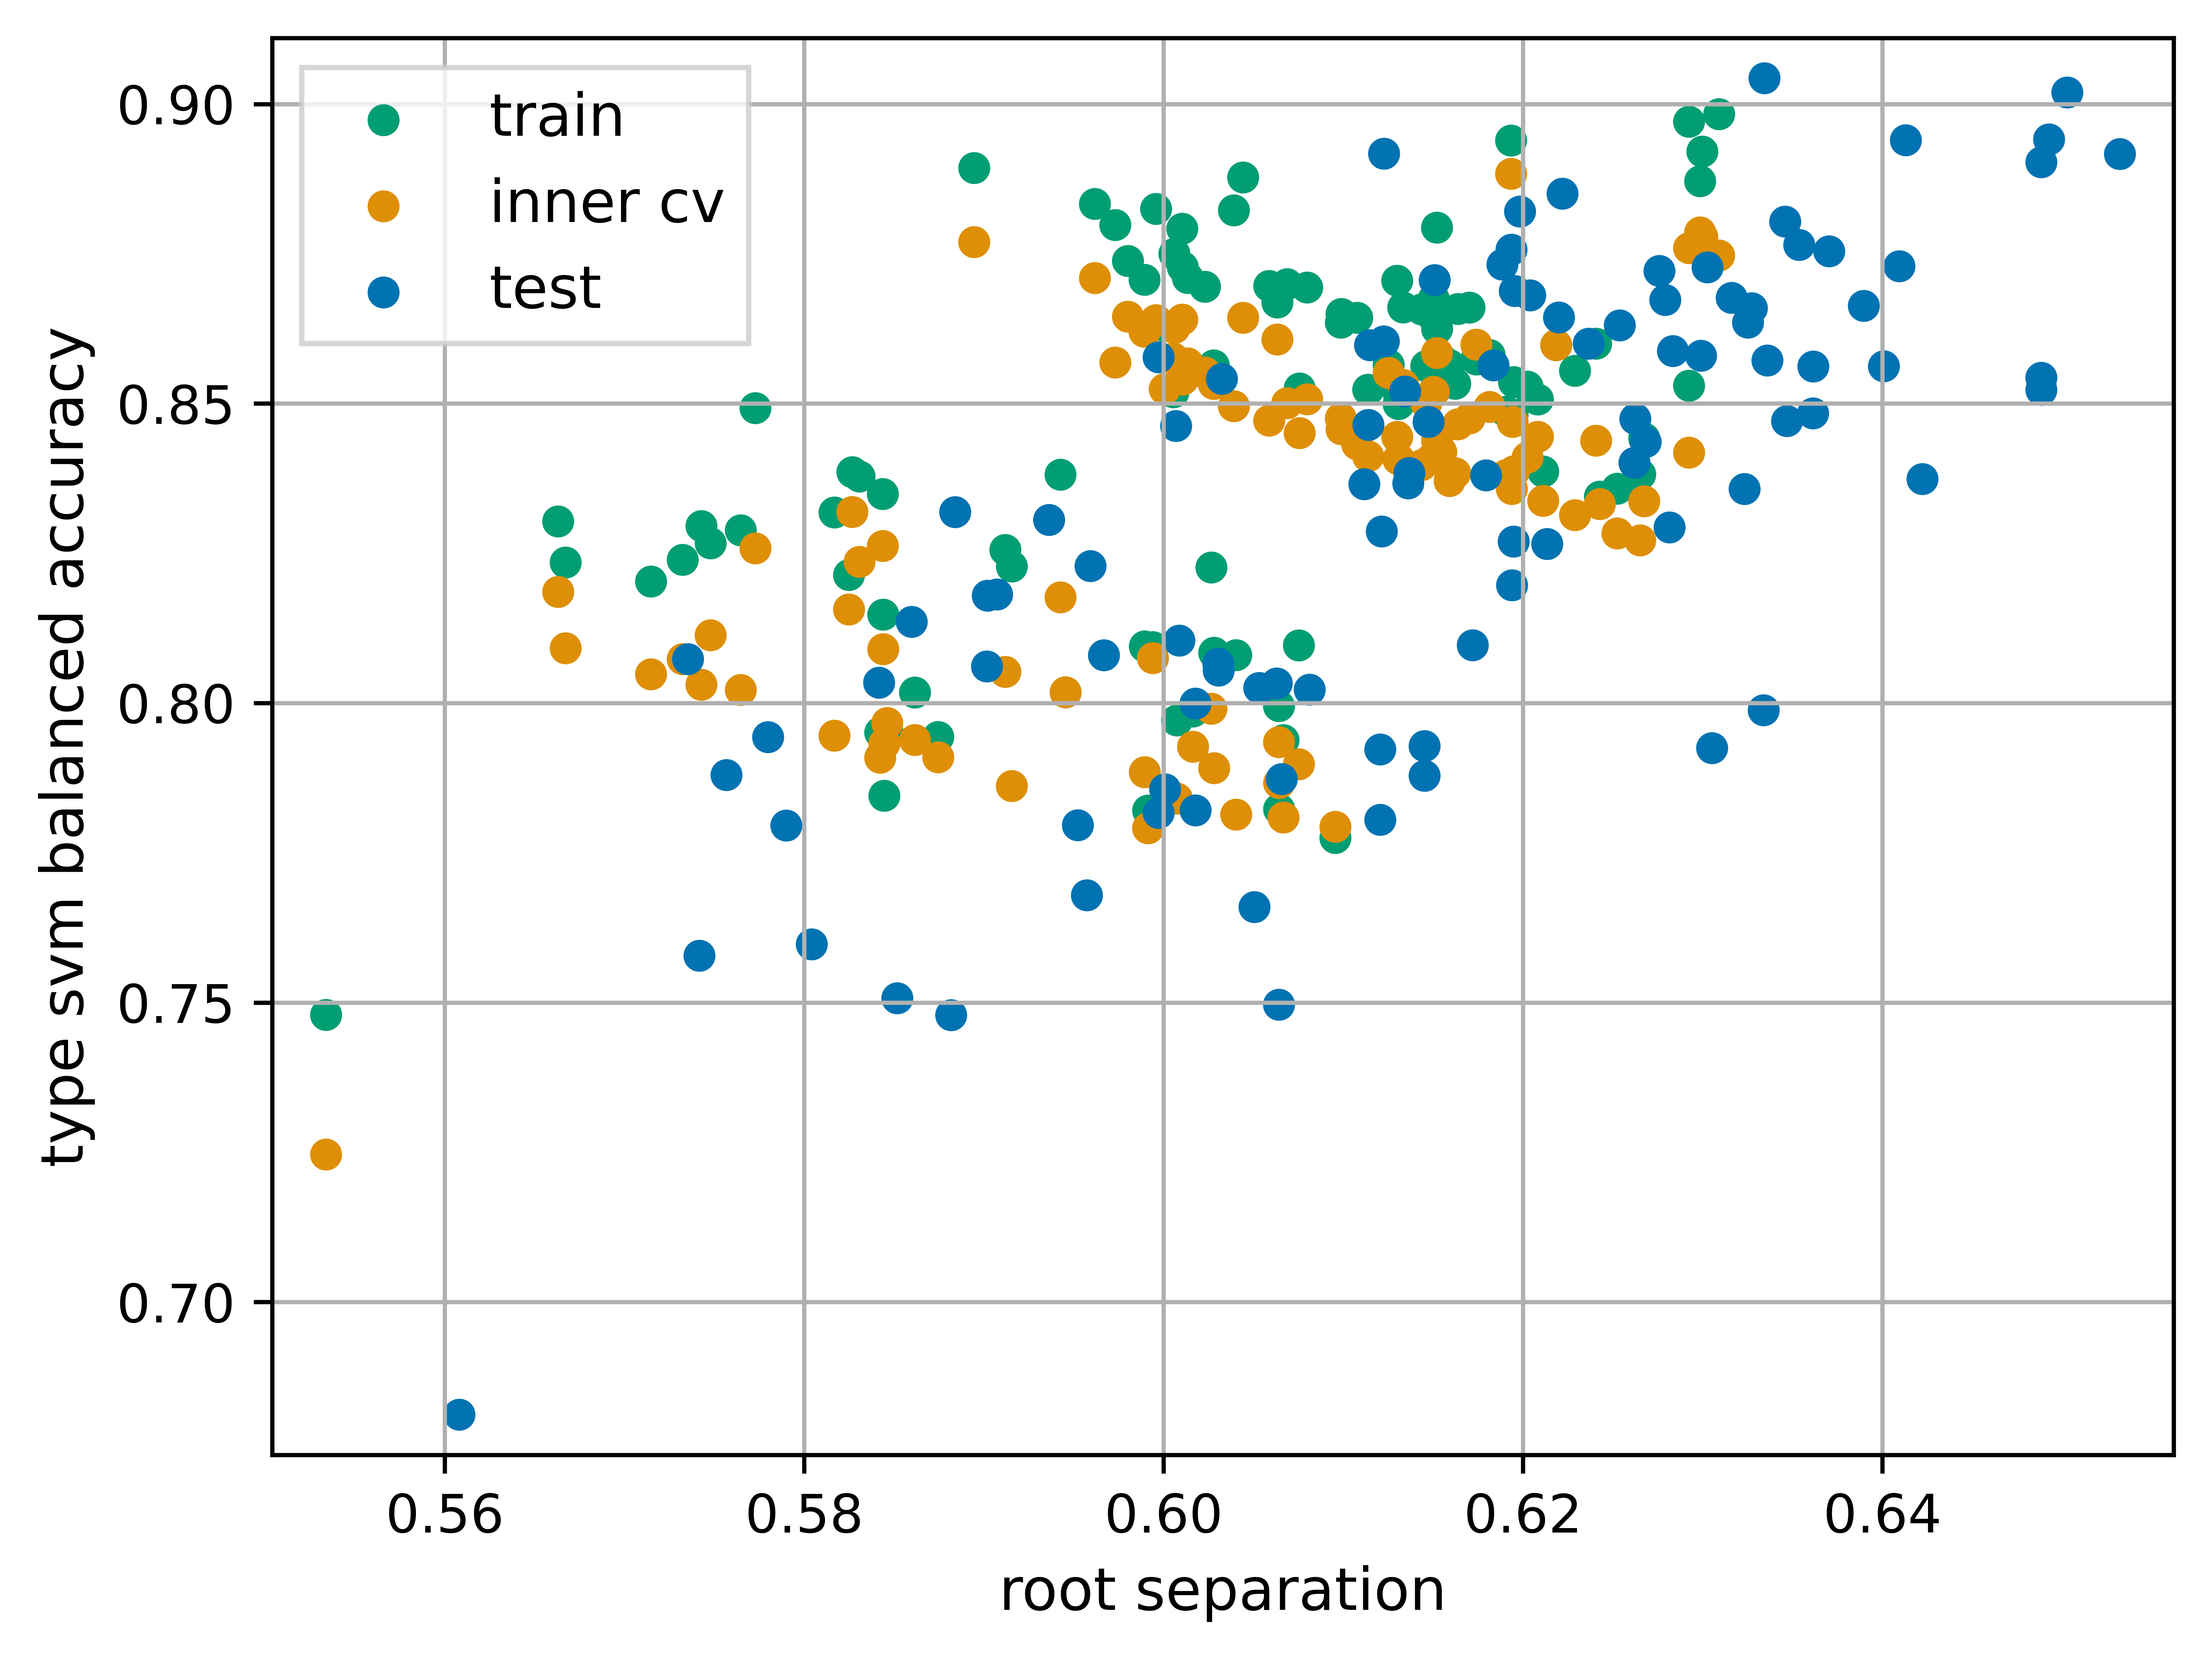 train
inner cv
test
0.90
0.85
0.80
0.75
0.70
type svm balanced accuracy
0.56
0.58
0.60
0.62
0.64
root separation